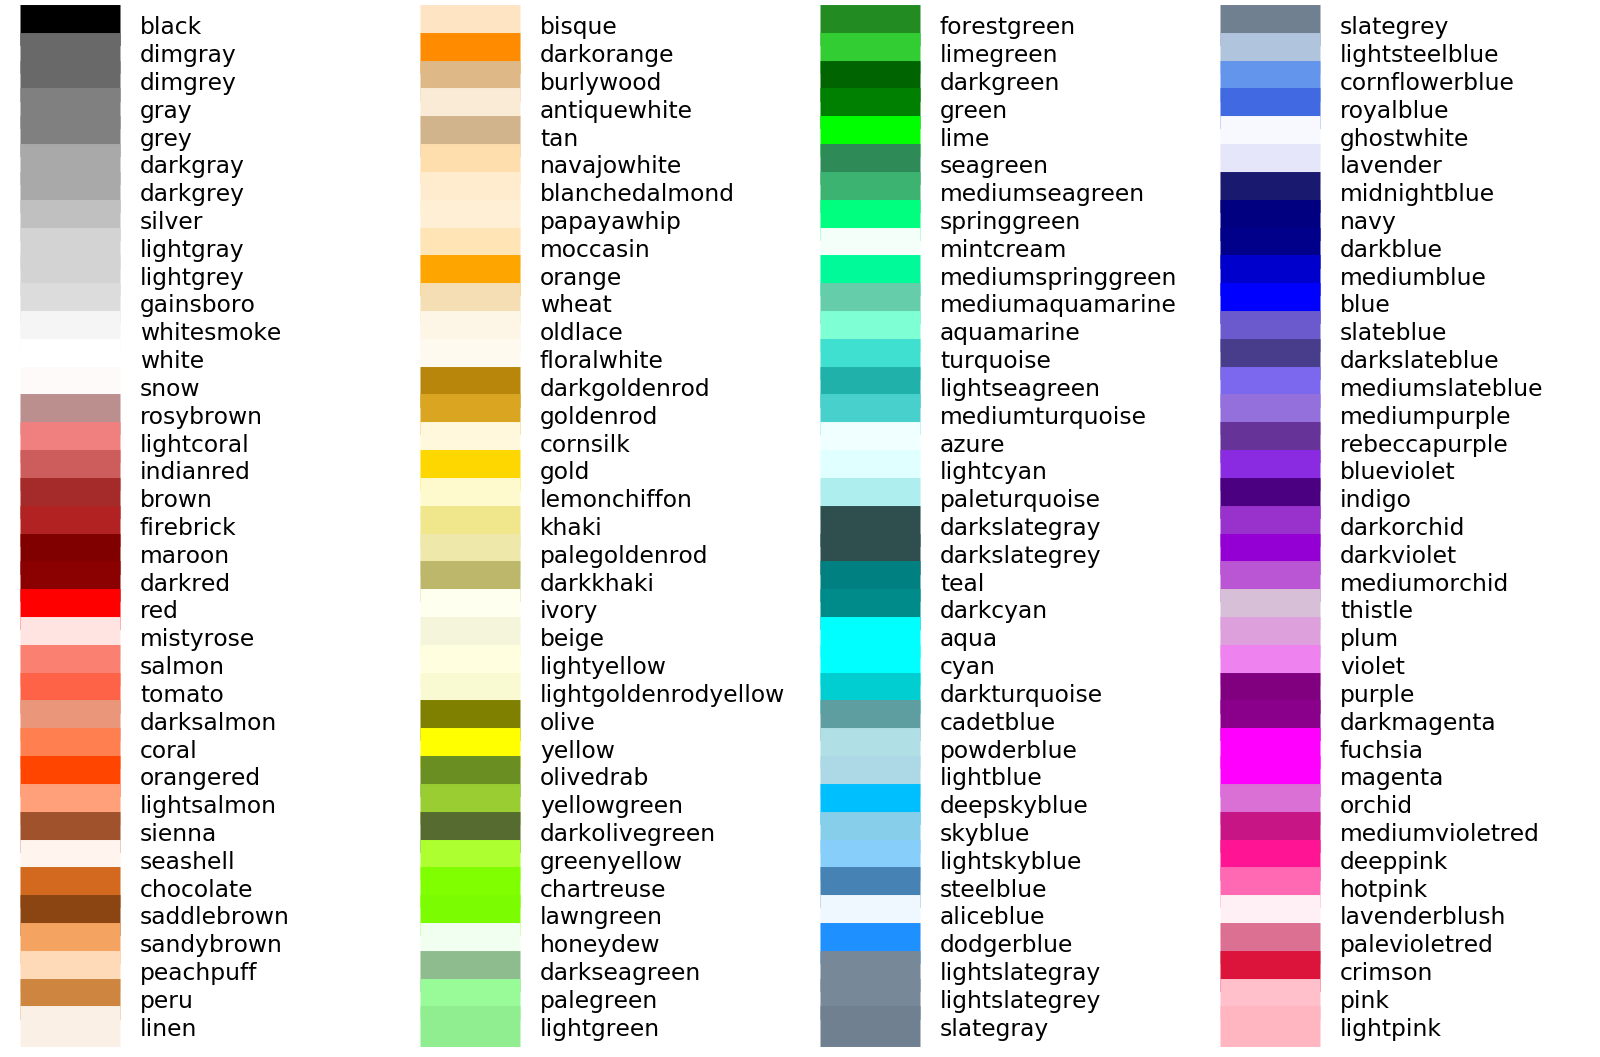 black
dimgray
dimgrey
gray
grey
darkgray
darkgrey
silver
lightgray
lightgrey
gainsboro
whitesmoke
white
snow
rosybrown
lightcoral
indianred
brown
firebrick
maroon
darkred
red
mistyrose
salmon
tomato
darksalmon
coral
orangered
lightsalmon
sienna
seashell
chocolate
saddlebrown
sandybrown
peachpuff
peru
linen
bisque
darkorange
burlywood
antiquewhite
tan
navajowhite
blanchedalmond
papayawhip
moccasin
orange
wheat
oldlace
floralwhite
darkgoldenrod
goldenrod
cornsilk
gold
lemonchiffon
khaki
palegoldenrod
darkkhaki
ivory
beige
lightyellow
lightgoldenrodyellow
olive
yellow
olivedrab
yellowgreen
darkolivegreen
greenyellow
chartreuse
lawngreen
honeydew
darkseagreen
palegreen
lightgreen
forestgreen
limegreen
darkgreen
green
lime
seagreen
mediumseagreen
springgreen
mintcream
mediumspringgreen
mediumaquamarine
aquamarine
turquoise
lightseagreen
mediumturquoise
azure
lightcyan
paleturquoise
darkslategray
darkslategrey
teal
darkcyan
aqua
cyan
darkturquoise
cadetblue
powderblue
lightblue
deepskyblue
skyblue
lightskyblue
steelblue
aliceblue
dodgerblue
lightslategray
lightslategrey
slategray
slategrey
lightsteelblue
cornflowerblue
royalblue
ghostwhite
lavender
midnightblue
navy
darkblue
mediumblue
blue
slateblue
darkslateblue
mediumslateblue
mediumpurple
rebeccapurple
blueviolet
indigo
darkorchid
darkviolet
mediumorchid
thistle
plum
violet
purple
darkmagenta
fuchsia
magenta
orchid
mediumvioletred
deeppink
hotpink
lavenderblush
palevioletred
crimson
pink
lightpink